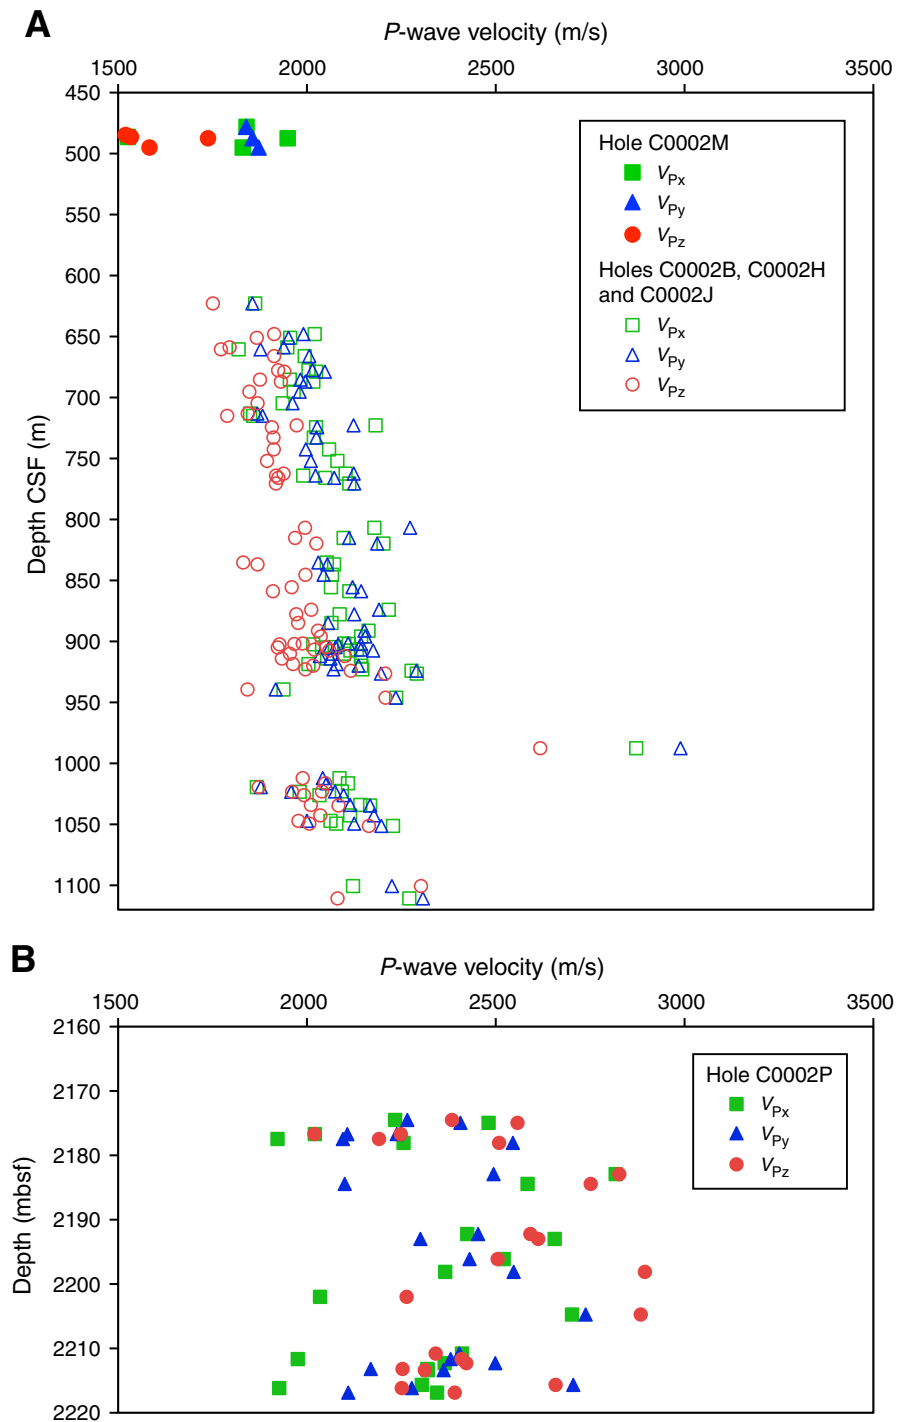 A
P-wave velocity (m/s)
1500 2000 2500 3000 3500
450
500
550
600
650
700
750
800
850
900
950
1000
1050
1100
Depth CSF (m)
Hole C0002M
VPx
VPy
VPz
Holes C0002B, C0002H
and C0002J
VPx
VPy
VPz
B
P-wave velocity (m/s)
1500 2000 2500 3000 3500
2160
2170
2180
2190
2200
2210
2220
Depth (mbsf)
Hole C0002P
VPx
VPy
VPz